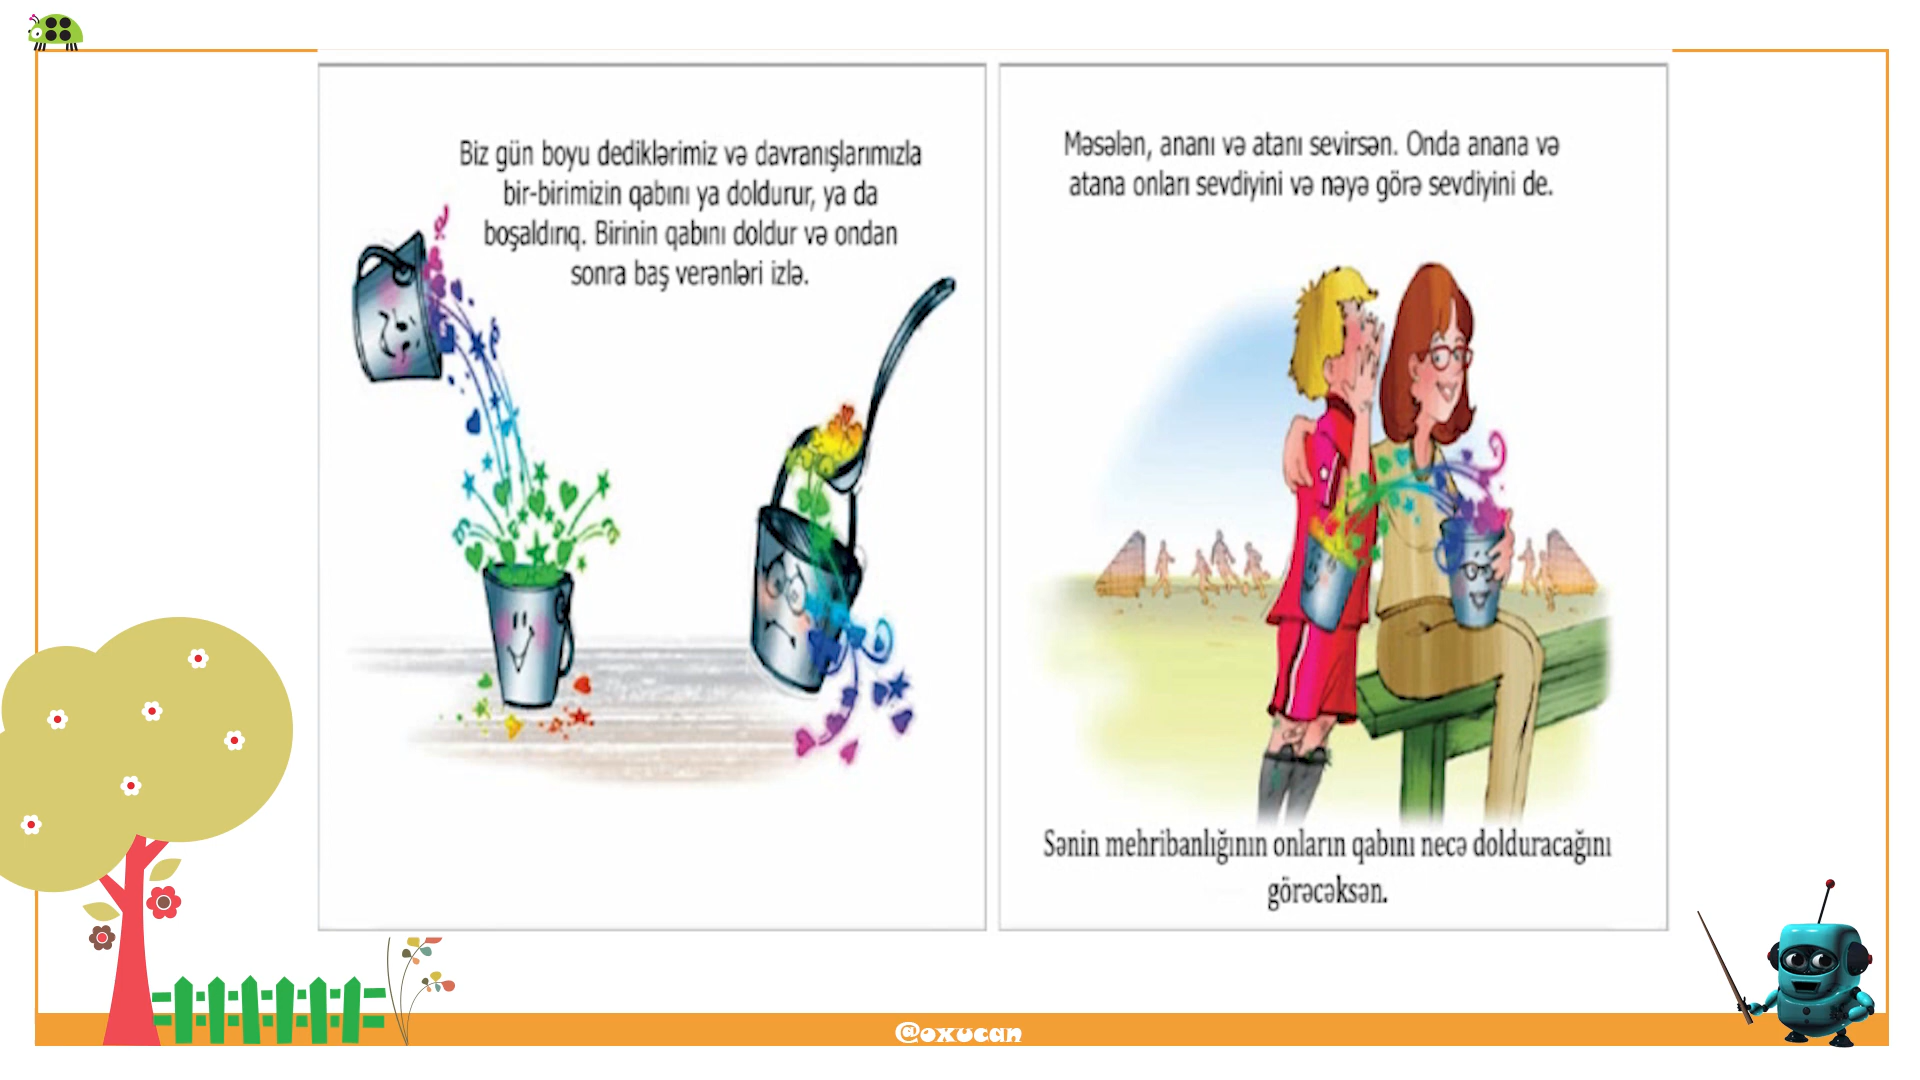 Biz gün boyu dediklərimiz və davranışlarımızla
bir-birimizin qabını ya doldurur, ya da
boşaldırıq. Birinin qabını doldur və ondan
sonra baş verənləri izlə.
Məsələn, ananı və atanı sevirsən. Onda anana və
atana onları sevdiyini və nəyə görə sevdiyini de.
Sənin mehribanlığının onların qabını necə dolduracağını
görəcəksən.
@oxucan